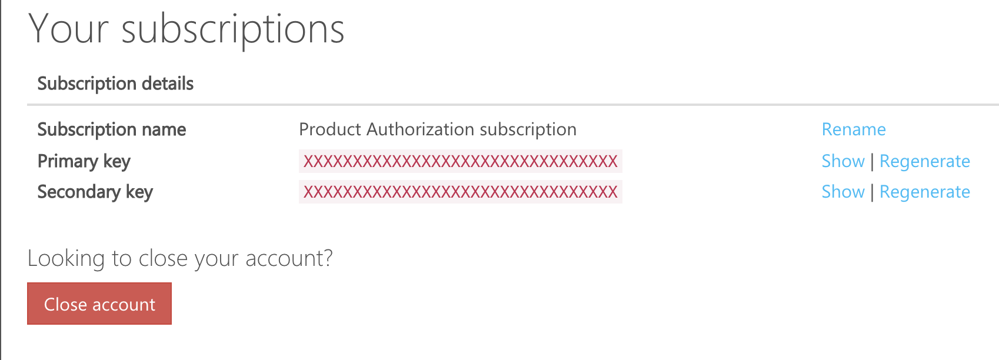 Your subscriptions
Subscription details
Subscription name Product Authorization subscription Rename
Primary key XXXXXXXXXXXXXXXXXXXXXXXXXXXXXXXX Show | Regenerate
Secondary key XXXXXXXXXXXXXXXXXXXXXXXXXXXXXXXX Show | Regenerate
Looking to close your account?
Close account